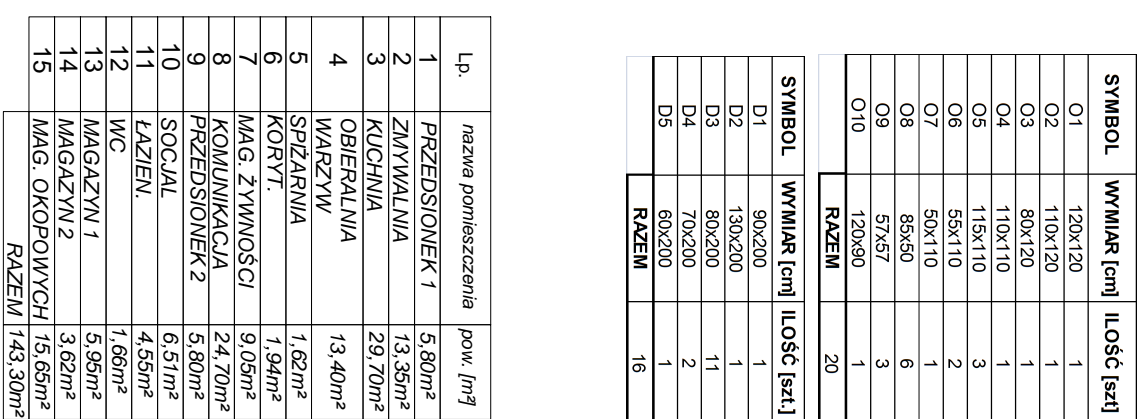 SYMBOL WYMIAR [cm] ILOŚĆ [szt]
O1 120x120 1
O2 110x120 1
O3 80x120 1
O4 110x110 1
O5 115x110 3
O6 55x110 2
O7 50x110 1
O8 85x50 6
O9 57x57 3
O10 120x90 1
RAZEM 20
SYMBOL WYMIAR [cm] ILOŚĆ [szt.]
D1 90x200 1
D2 130x200 1
D3 80x200 11
D4 70x200 2
D5 60x200 1
RAZEM 16
Lp. nazwa pomieszczenia pow. [m²]
1 PRZEDSIONEK 1 5,80m²
2 ZMYWALNIA 13,35m²
3 KUCHNIA 29,70m²
4 OBIERALNIA WARZYW 13,40m²
5 SPIŻARNIA 1,62m²
6 KORYT. 1,94m²
7 MAG. ŻYWNOŚCI 9,05m²
8 KOMUNIKACJA 24,70m²
9 PRZEDSIONEK 2 5,80m²
10 SOCJAL 6,51m²
11 ŁAZIEN. 4,55m²
12 WC 1,66m²
13 MAGAZYN 1 5,95m²
14 MAGAZYN 2 3,62m²
15 MAG. OKOPOWYCH 15,65m²
RAZEM 143,30m²